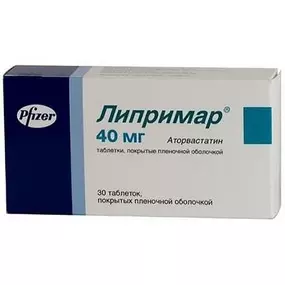 Pfizer
Липримар®
40 мг
Аторвастатин
таблетки, покрытые пленочной оболочкой
30 таблеток,
покрытых пленочной оболочкой